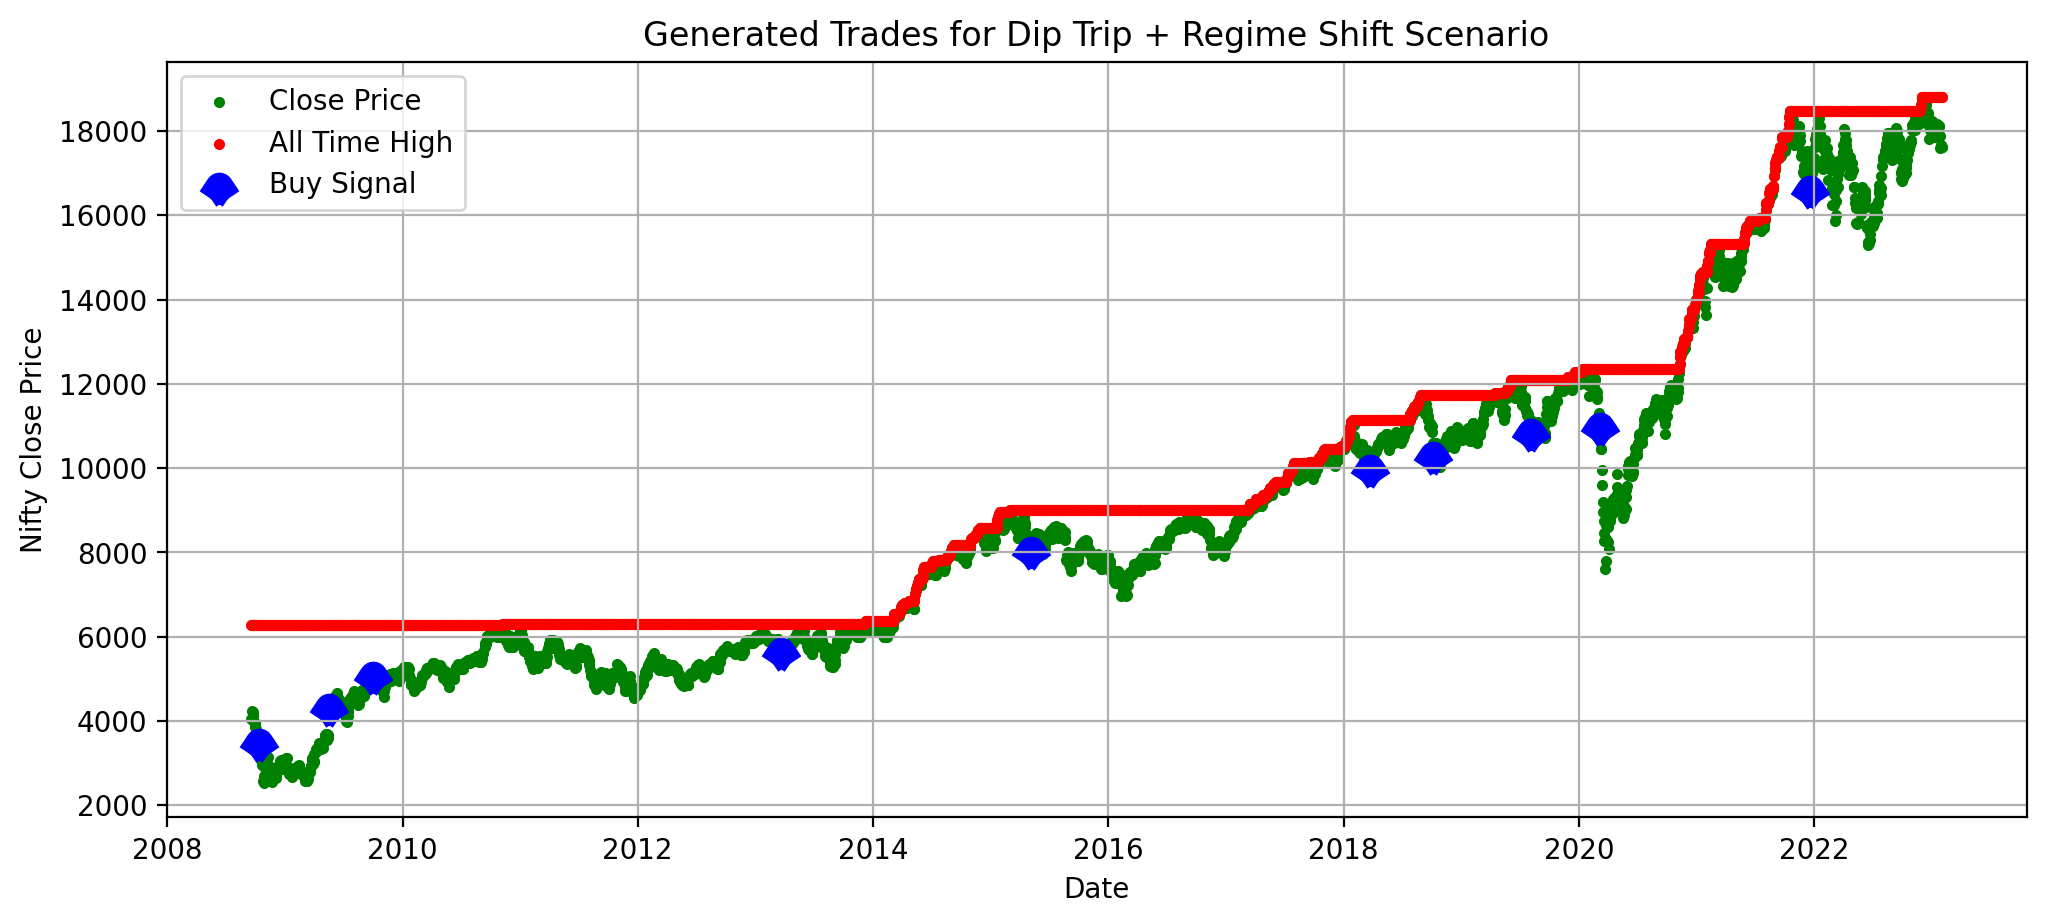 Generated Trades for Dip Trip + Regime Shift Scenario
Close Price
All Time High
Buy Signal
18000
16000
14000
12000
10000
8000
6000
4000
2000
Nifty Close Price
2008 2010 2012 2014 2016 2018 2020 2022
Date